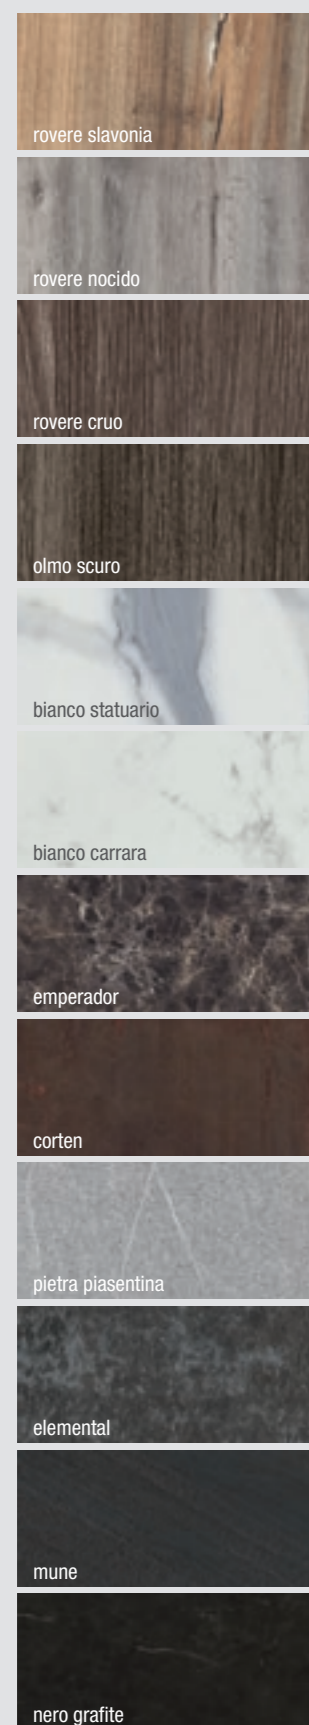 rovere slavonia
rovere nocido
rovere cruo
olmo scuro
bianco statuario
bianco carrara
emperador
corten
pietra piasentina
elemental
mune
nero grafite